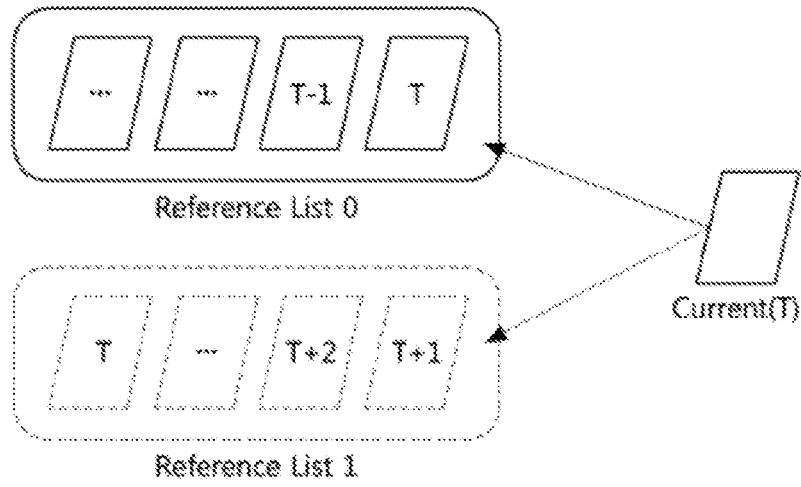 ... ... T-1 T
Reference List 0
Current(T)
T ... T+2 T+1
Reference List 1